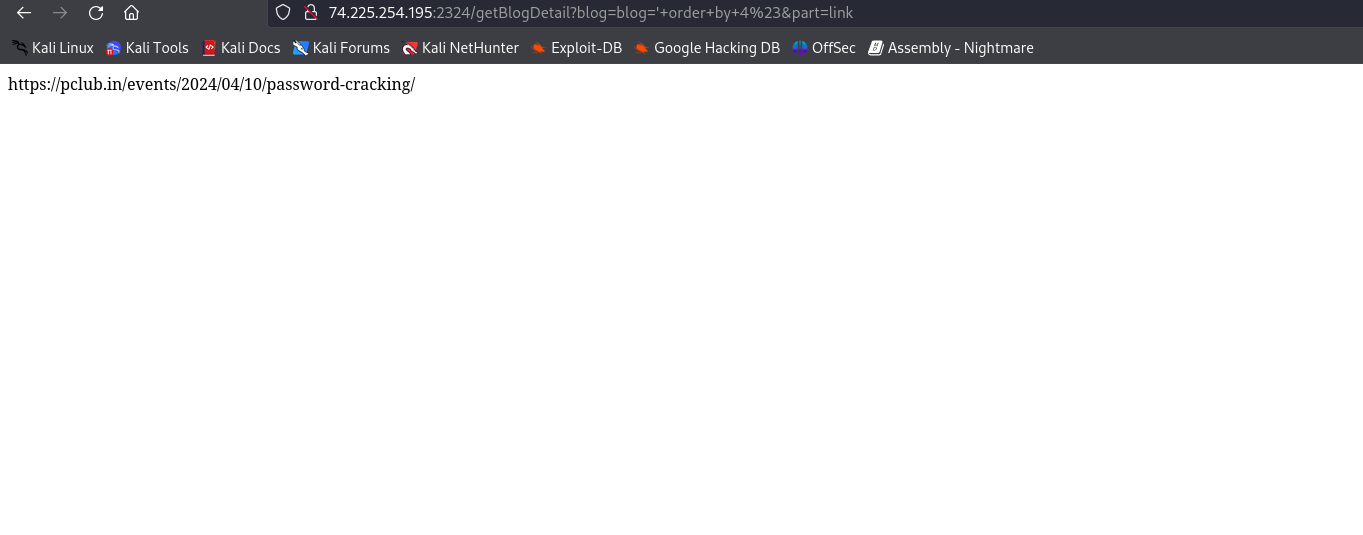 74.225.254.195:2324/getBlogDetail?blog=blog='+order+by+4%23&part=link
Kali Linux Kali Tools Kali Docs Kali Forums Kali NetHunter Exploit-DB Google Hacking DB OffSec Assembly - Nightmare
https://pclub.in/events/2024/04/10/password-cracking/